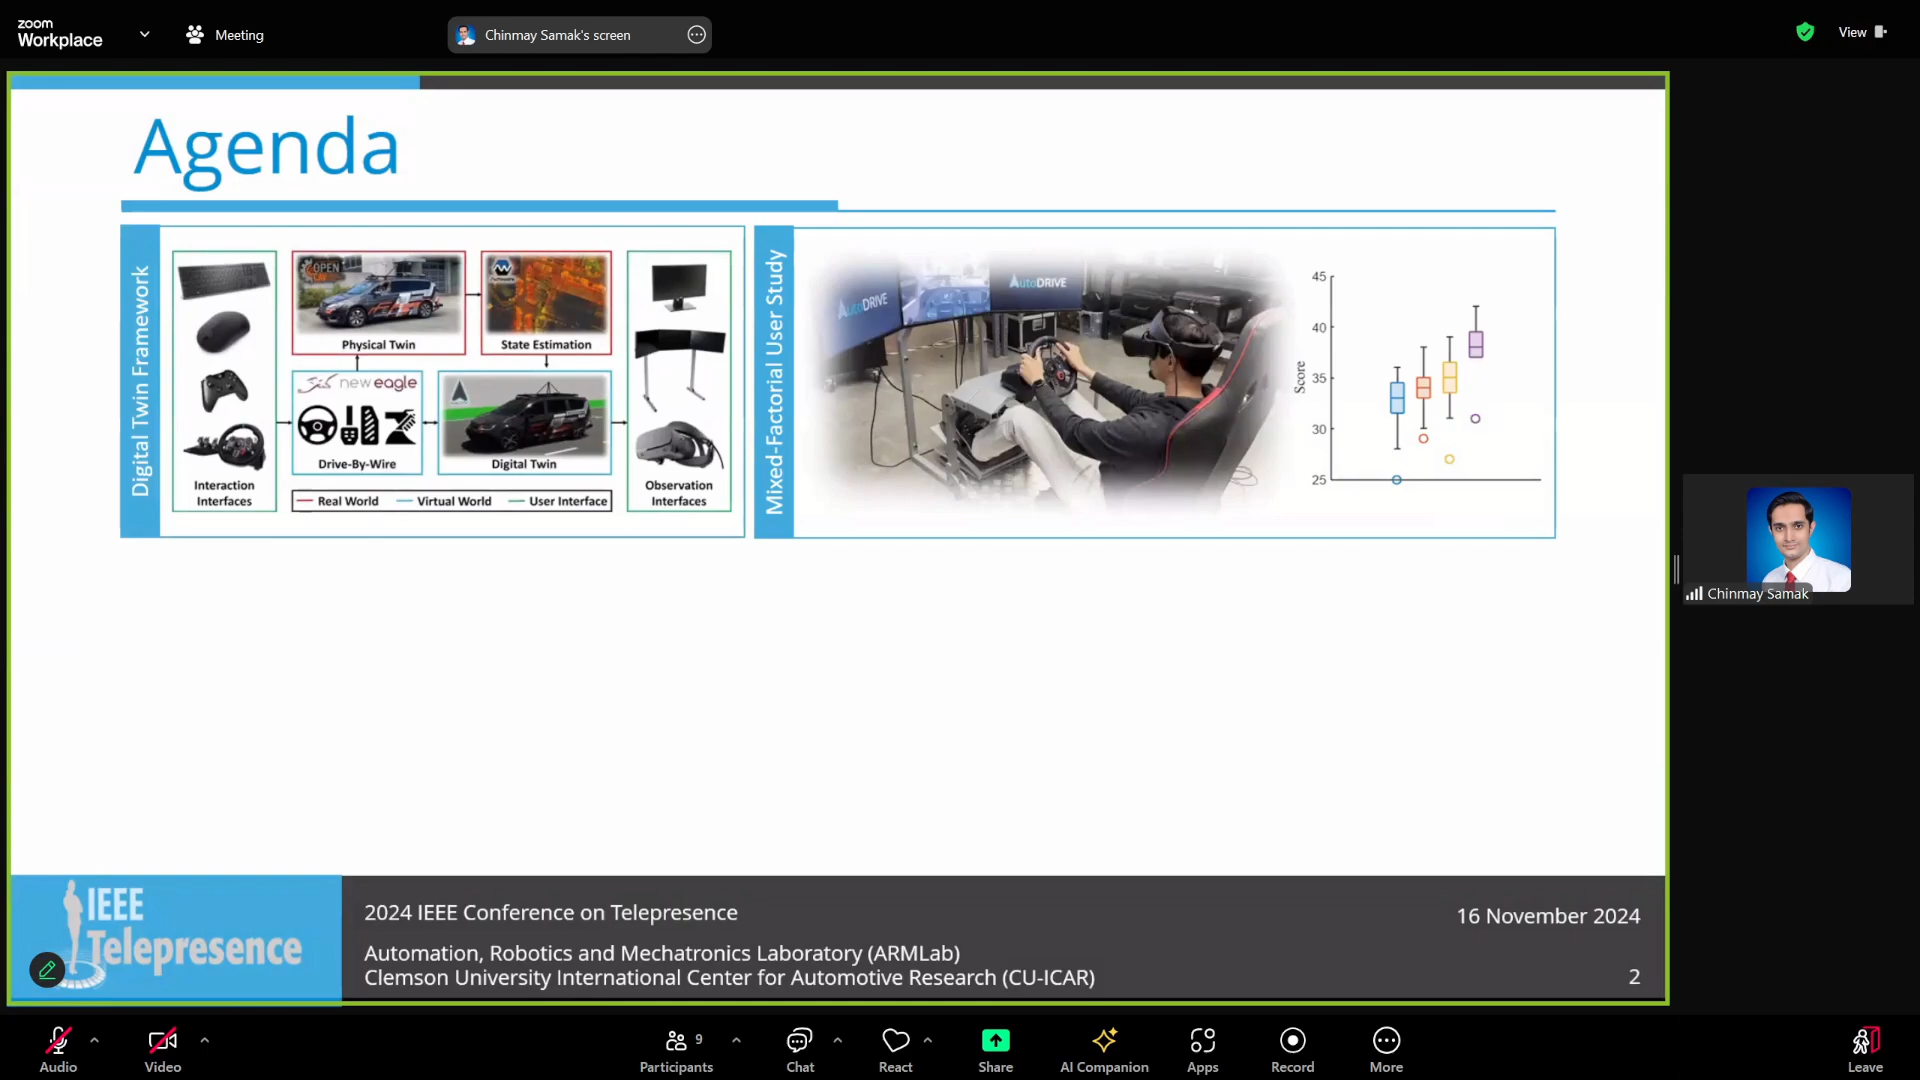 zoom
Workplace
Meeting
Chinmay Samak's screen
View
Agenda
Digital Twin Framework
Interaction
Interfaces
OPEN
Physical Twin
State Estimation
new eagle
Drive-By-Wire
Digital Twin
Real World
Virtual World
User Interface
Observation
Interfaces
Mixed-Factorial User Study
AutoDRIVE
AutoDRIVE
Score
45
40
35
30
25
Chinmay Samak
IEEE
Telepresence
2024 IEEE Conference on Telepresence
Automation, Robotics and Mechatronics Laboratory (ARMLab)
Clemson University International Center for Automotive Research (CU-ICAR)
16 November 2024
2
Audio
Video
Participants
9
Chat
React
Share
AI Companion
Apps
Record
More
Leave